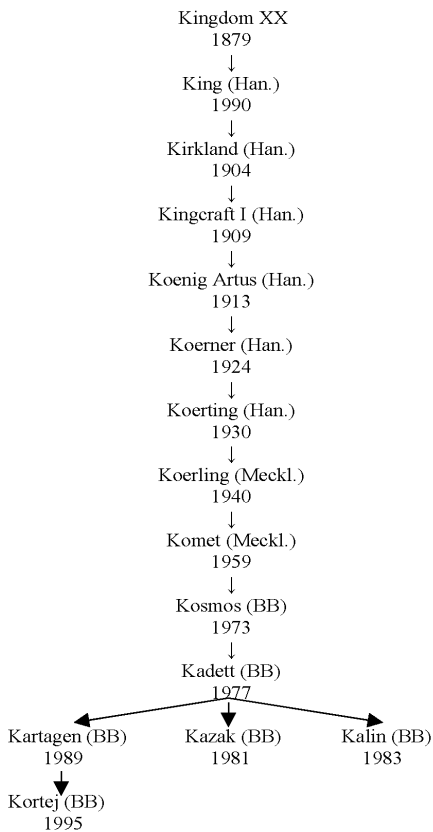 Kingdom XX
1879
King (Han.)
1990
Kirkland (Han.)
1904
Kingcraft I (Han.)
1909
Koenig Artus (Han.)
1913
Koerner (Han.)
1924
Koerting (Han.)
1930
Koerling (Meckl.)
1940
Komet (Meckl.)
1959
Kosmos (BB)
1973
Kadett (BB)
1977
Kartagen (BB)
1989
Kazak (BB)
1981
Kalin (BB)
1983
Kortej (BB)
1995